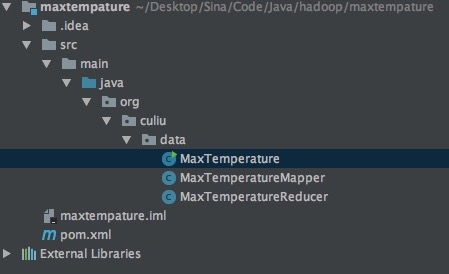 maxtempature ~/Desktop/Sina/Code/Java/hadoop/maxtempature
.idea
src
main
java
org
culiu
data
MaxTemperature
MaxTemperatureMapper
MaxTemperatureReducer
maxtempature.iml
pom.xml
External Libraries